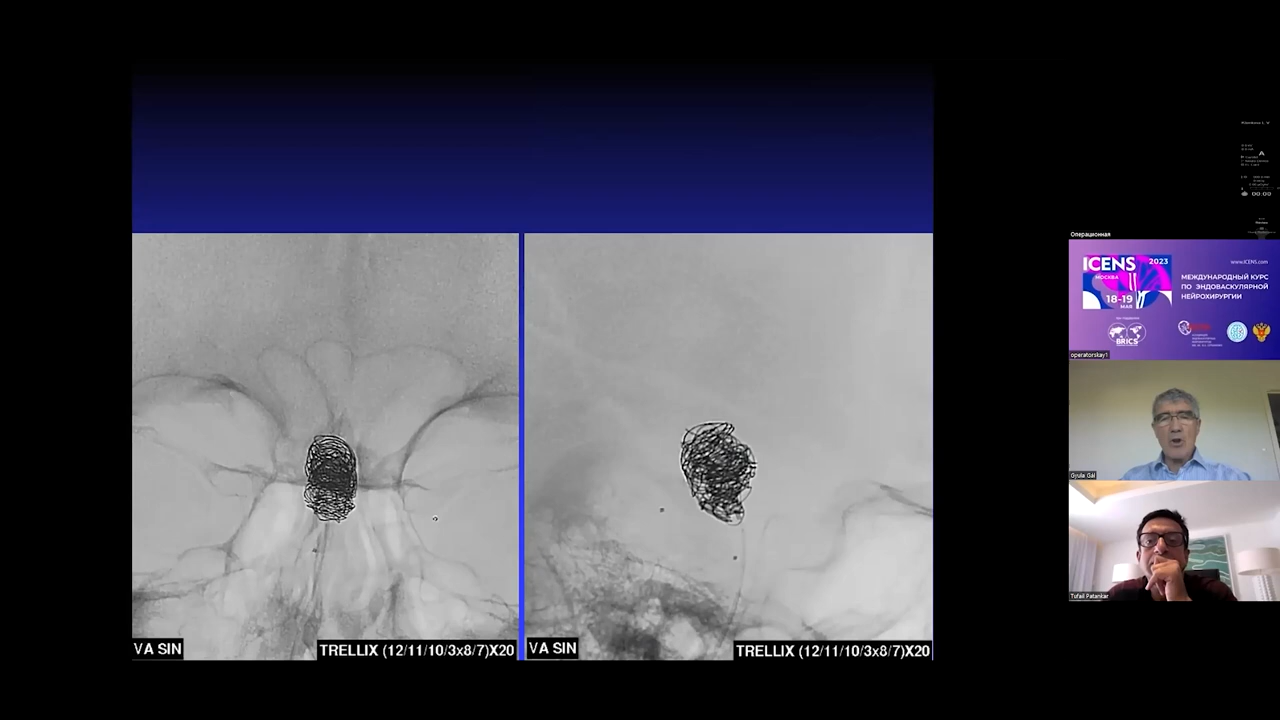 VA SIN
TRELLIX (12/11/10/3x8/7)X20
VA SIN
TRELLIX (12/11/10/3x8/7)X20
00:00
Операционная
ICENS 2023
МОСКВА
18-19
МАЯ
www.ICENS.com
МЕЖДУНАРОДНЫЙ КУРС
ПО ЭНДОВАСКУЛЯРНОЙ
НЕЙРОХИРУРГИИ
BRICS
operatorskay1
Gyula Gál
Tufail Patankar